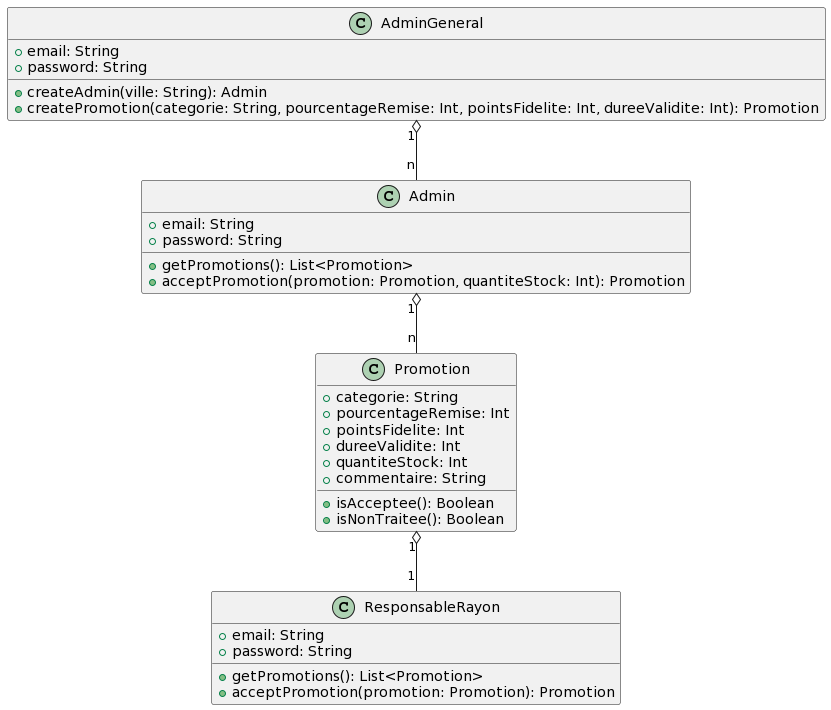 C AdminGeneral
email: String
password: String
createAdmin(ville: String): Admin
createPromotion(categorie: String, pourcentageRemise: Int, pointsFidelite: Int, dureeValidite: Int): Promotion
1
n
C Admin
email: String
password: String
getPromotions(): List<Promotion>
acceptPromotion(promotion: Promotion, quantiteStock: Int): Promotion
1
n
C Promotion
categorie: String
pourcentageRemise: Int
pointsFidelite: Int
dureeValidite: Int
quantiteStock: Int
commentaire: String
isAcceptee(): Boolean
isNonTraitee(): Boolean
1
1
C ResponsableRayon
email: String
password: String
getPromotions(): List<Promotion>
acceptPromotion(promotion: Promotion): Promotion